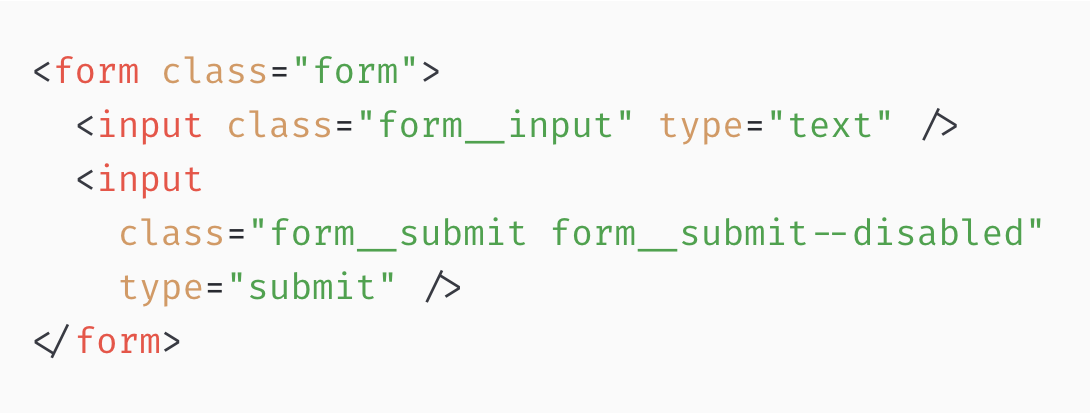 <form class="form">
  <input class="form__input" type="text" />
  <input
    class="form__submit form__submit--disabled"
    type="submit" />
</form>